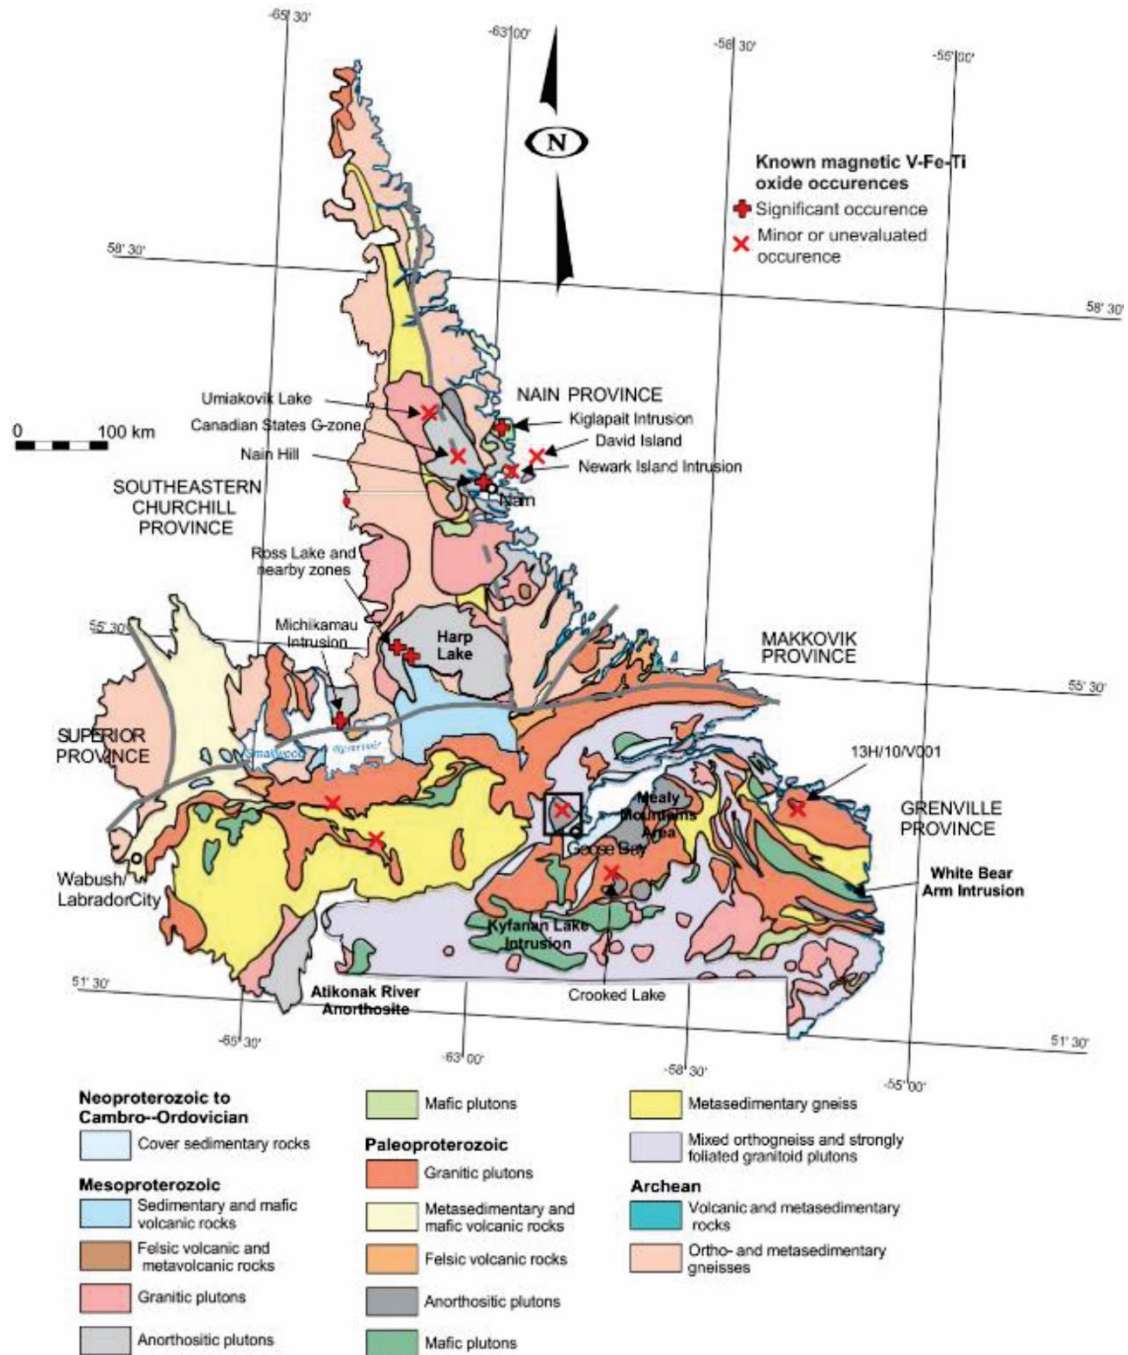 -65' 30'
-63' 00'
-58' 30'
-55' 00'
N
Known magnetic V-Fe-Ti
oxide occurences
Significant occurence
Minor or unevaluated
occurence
58' 30'
58' 30'
0 100 km
NAIN PROVINCE
Umiakovik Lake
Kiglapait Intrusion
Canadian States G-zone
David Island
Nain Hill
Newark Island Intrusion
Nain
SOUTHEASTERN
CHURCHILL
PROVINCE
Ross Lake and
nearby zones
Michikamau
Intrusion
55' 30'
Harp
Lake
MAKKOVIK
PROVINCE
55' 30'
SUPERIOR
PROVINCE
Smallwood
13H/10/V001
Mealy
Mountains
Area
GRENVILLE
PROVINCE
Goose Bay
Wabush/
LabradorCity
White Bear
Arm Intrusion
Kyfanan Lake
Intrusion
Crooked Lake
Atikonak River
Anorthosite
51' 30'
51' 30'
-65' 30'
-63' 00'
-58' 30'
-55' 00'
Neoproterozoic to
Cambro--Ordovician
Cover sedimentary rocks
Mesoproterozoic
Sedimentary and mafic
volcanic rocks
Felsic volcanic and
metavolcanic rocks
Granitic plutons
Anorthositic plutons
Mafic plutons
Paleoproterozoic
Granitic plutons
Metasedimentary and
mafic volcanic rocks
Felsic volcanic rocks
Anorthositic plutons
Mafic plutons
Metasedimentary gneiss
Mixed orthogneiss and strongly
foliated granitoid plutons
Archean
Volcanic and metasedimentary
rocks
Ortho- and metasedimentary
gneisses